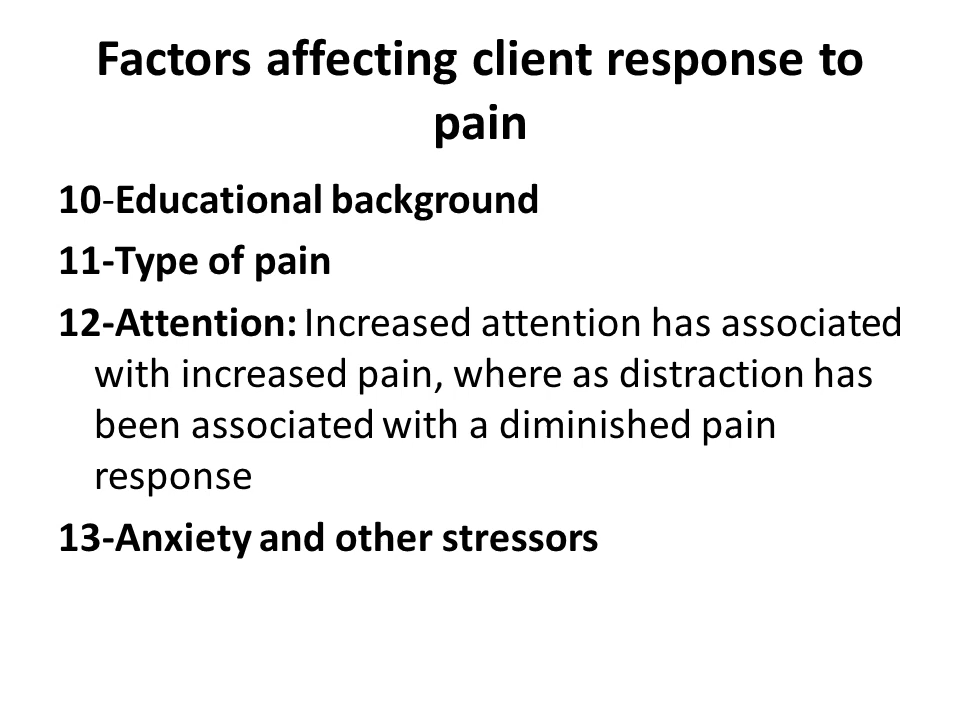 Factors affecting client response to
pain
10-Educational background
11-Type of pain
12-Attention: Increased attention has associated
with increased pain, where as distraction has
been associated with a diminished pain
response
13-Anxiety and other stressors